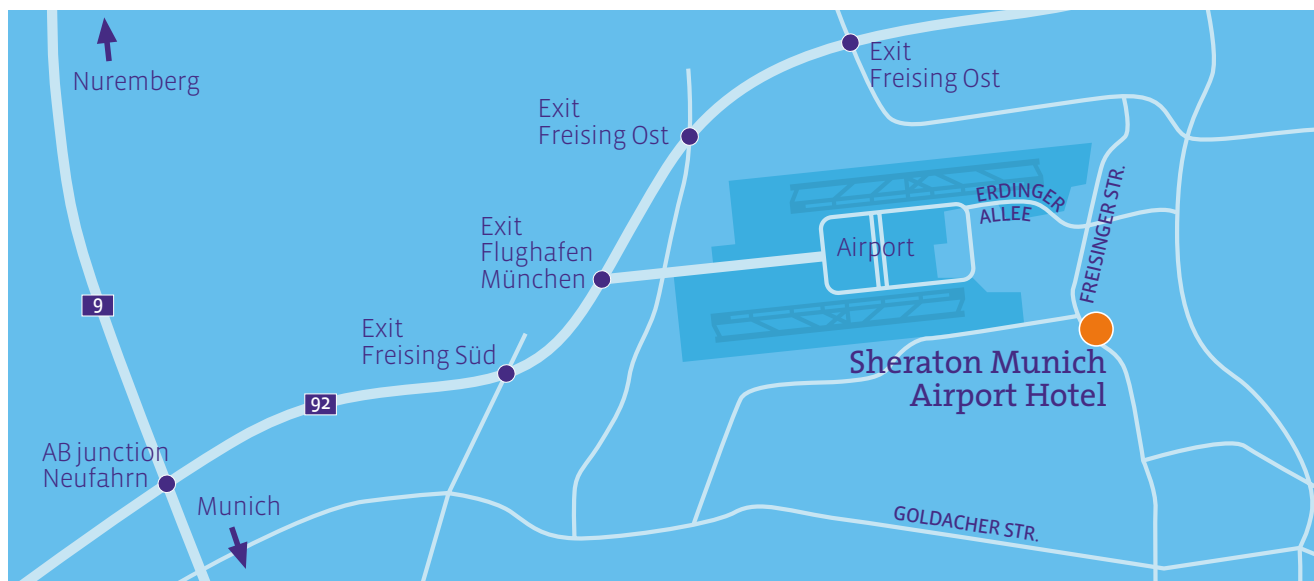 Nuremberg
Exit
Freising Ost
Exit
Freising Ost
ERDINGER
ALLEE
FREISINGER STR.
Exit
Flughafen
München
Airport
9
Exit
Freising Süd
Sheraton Munich
Airport Hotel
92
AB junction
Neufahrn
Munich
GOLDACHER STR.